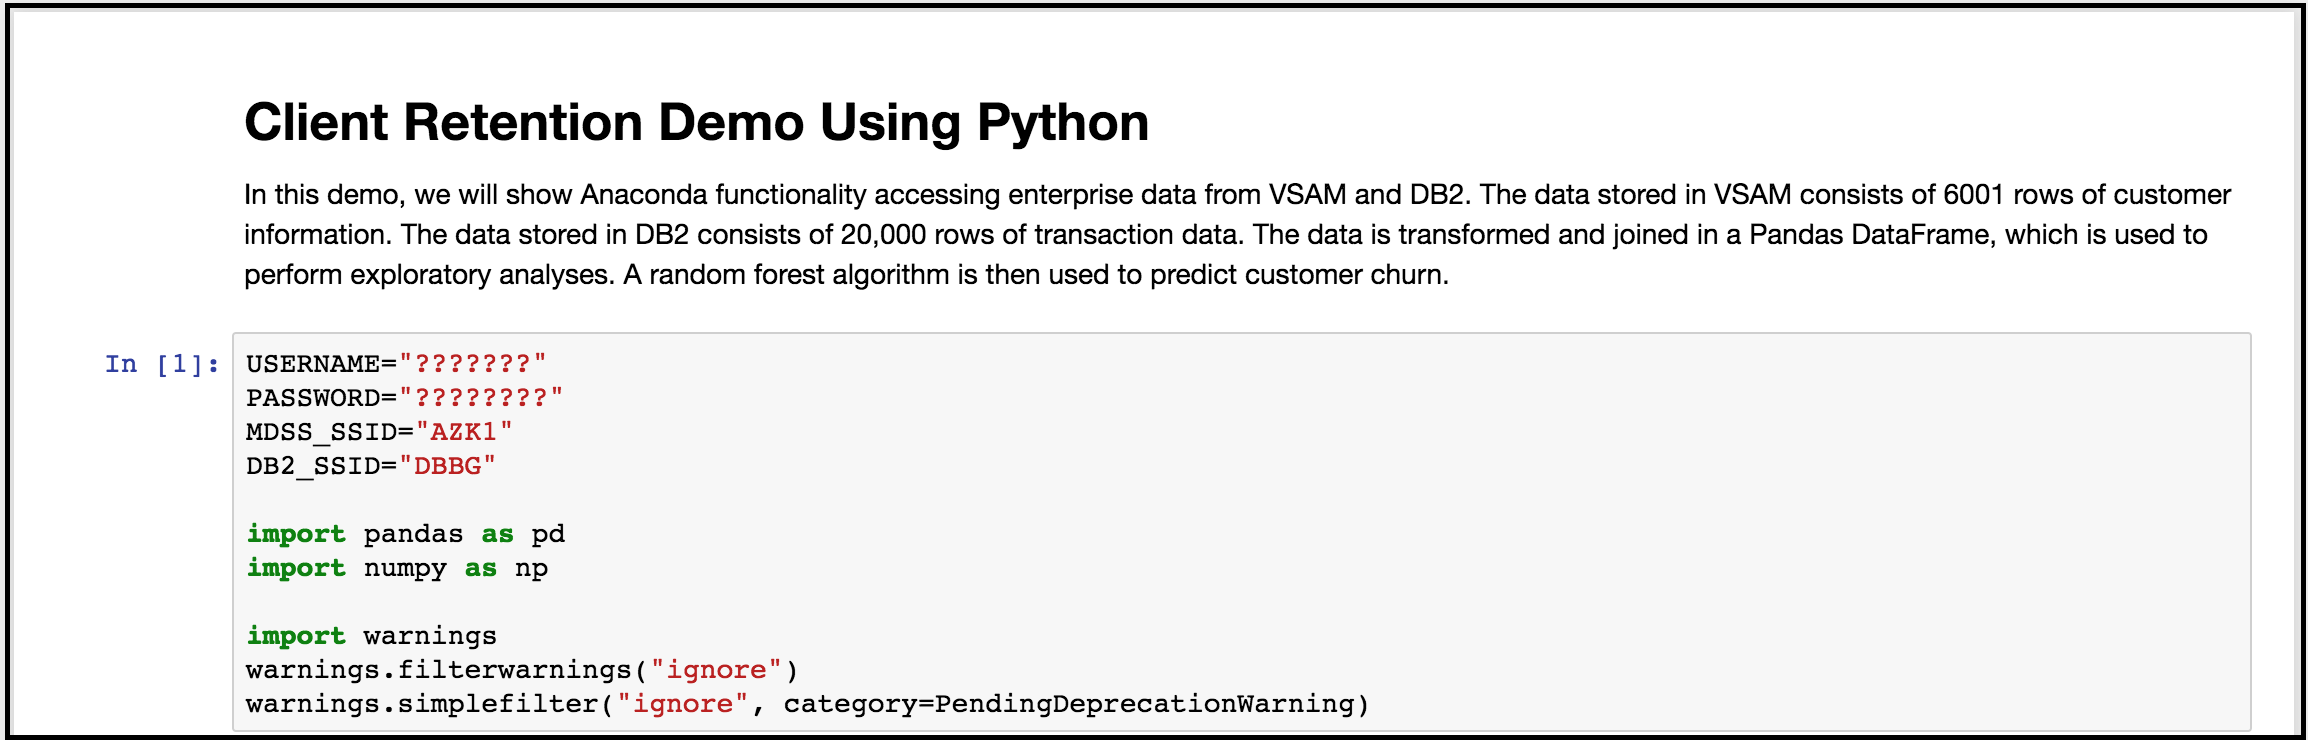 Client Retention Demo Using Python
In this demo, we will show Anaconda functionality accessing enterprise data from VSAM and DB2. The data stored in VSAM consists of 6001 rows of customer
information. The data stored in DB2 consists of 20,000 rows of transaction data. The data is transformed and joined in a Pandas DataFrame, which is used to
perform exploratory analyses. A random forest algorithm is then used to predict customer churn.
In [1]: USERNAME="???????"
PASSWORD="????????"
MDSS_SSID="AZK1"
DB2_SSID="DBBG"
import pandas as pd
import numpy as np
import warnings
warnings.filterwarnings("ignore")
warnings.simplefilter("ignore", category=PendingDeprecationWarning)